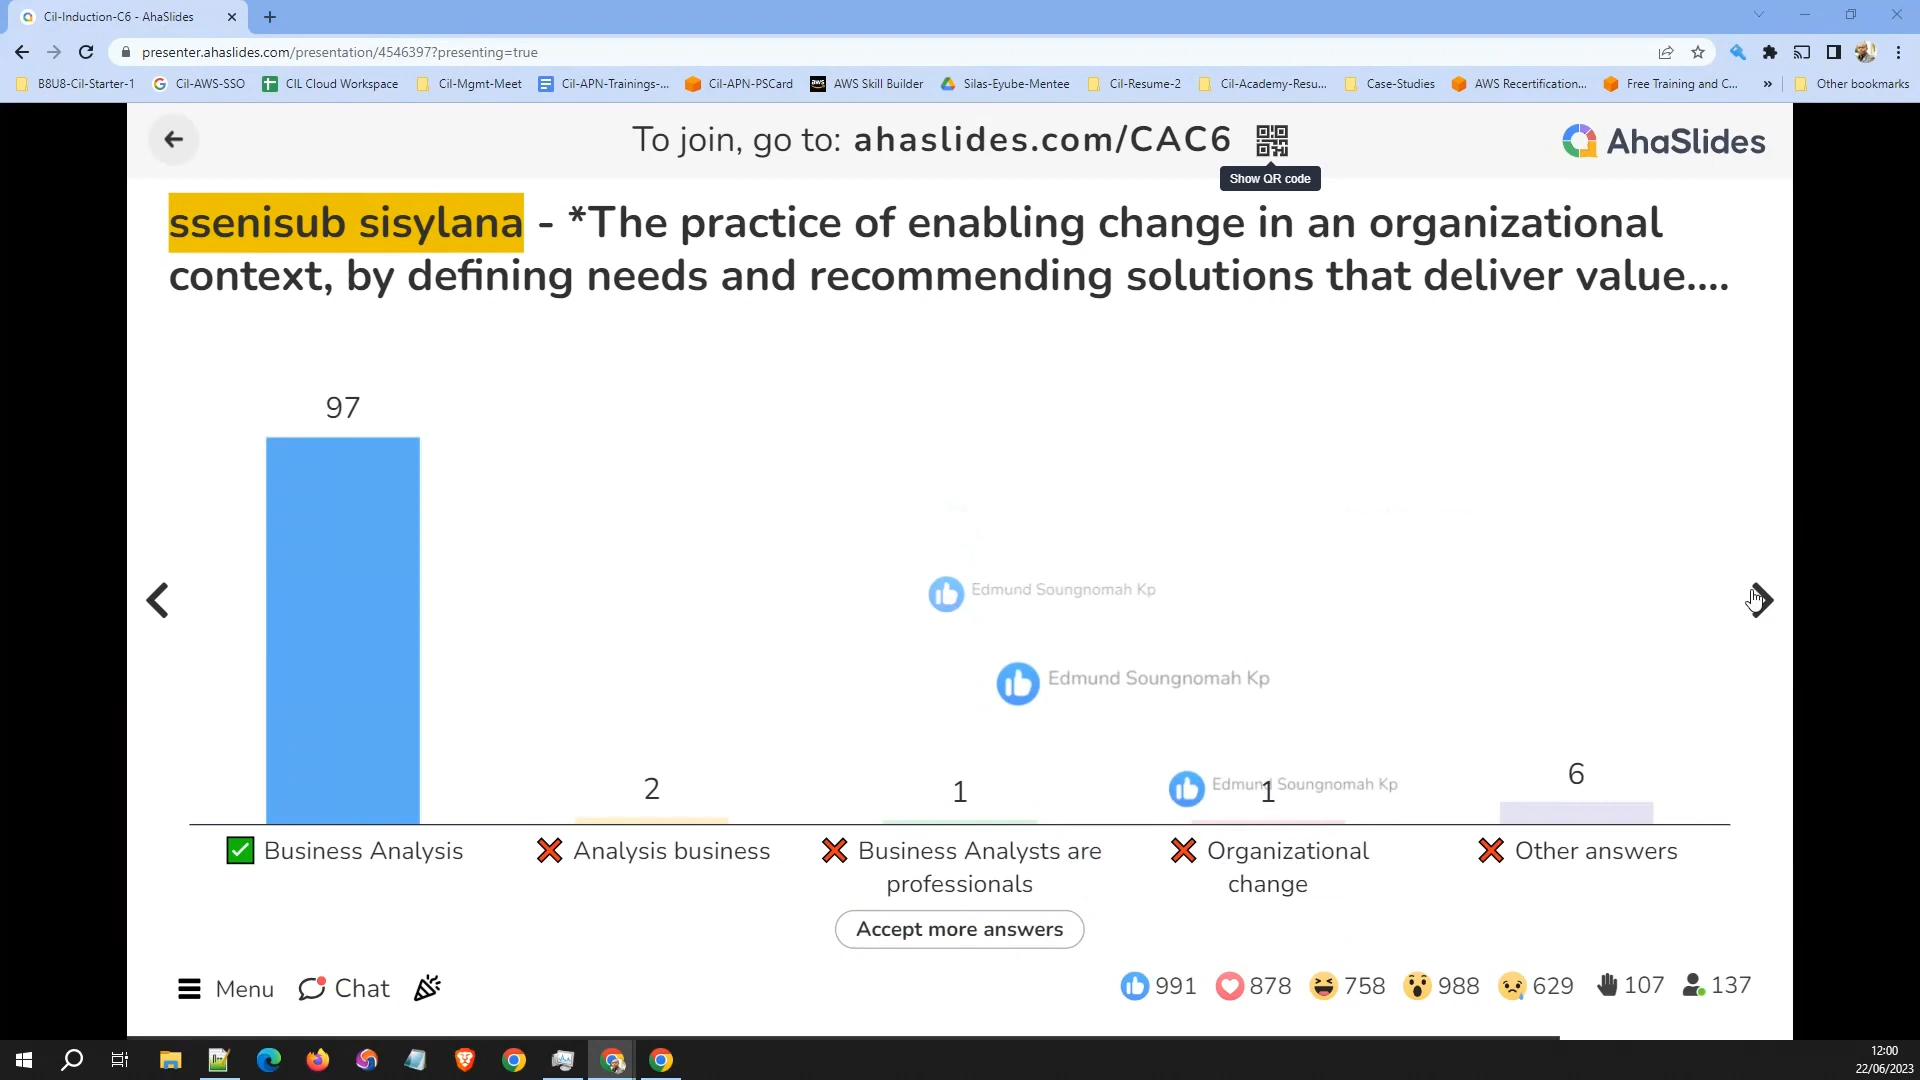 Cil-Induction-C6 - AhaSlides
presenter.ahaslides.com/presentation/4546397?presenting=true
B8U8-Cil-Starter-1 Cil-AWS-SSO CIL Cloud Workspace Cil-Mgmt-Meet Cil-APN-Trainings-... Cil-APN-PSCard aws AWS Skill Builder Silas-Eyube-Mentee Cil-Resume-2 Cil-Academy-Resu... Case-Studies AWS Recertification... Free Training and C... » Other bookmarks
To join, go to: ahaslides.com/CAC6
AhaSlides
Show QR code
ssenisub sisylana - *The practice of enabling change in an organizational
context, by defining needs and recommending solutions that deliver value....
97
Edmund Soungnomah Kp
Edmund Soungnomah Kp
Edmund Soungnomah Kp
2 1 1 6
Business Analysis Analysis business Business Analysts are professionals Organizational change Other answers
Accept more answers
Menu Chat 991 878 758 988 629 107 137
12:00
22/06/2023